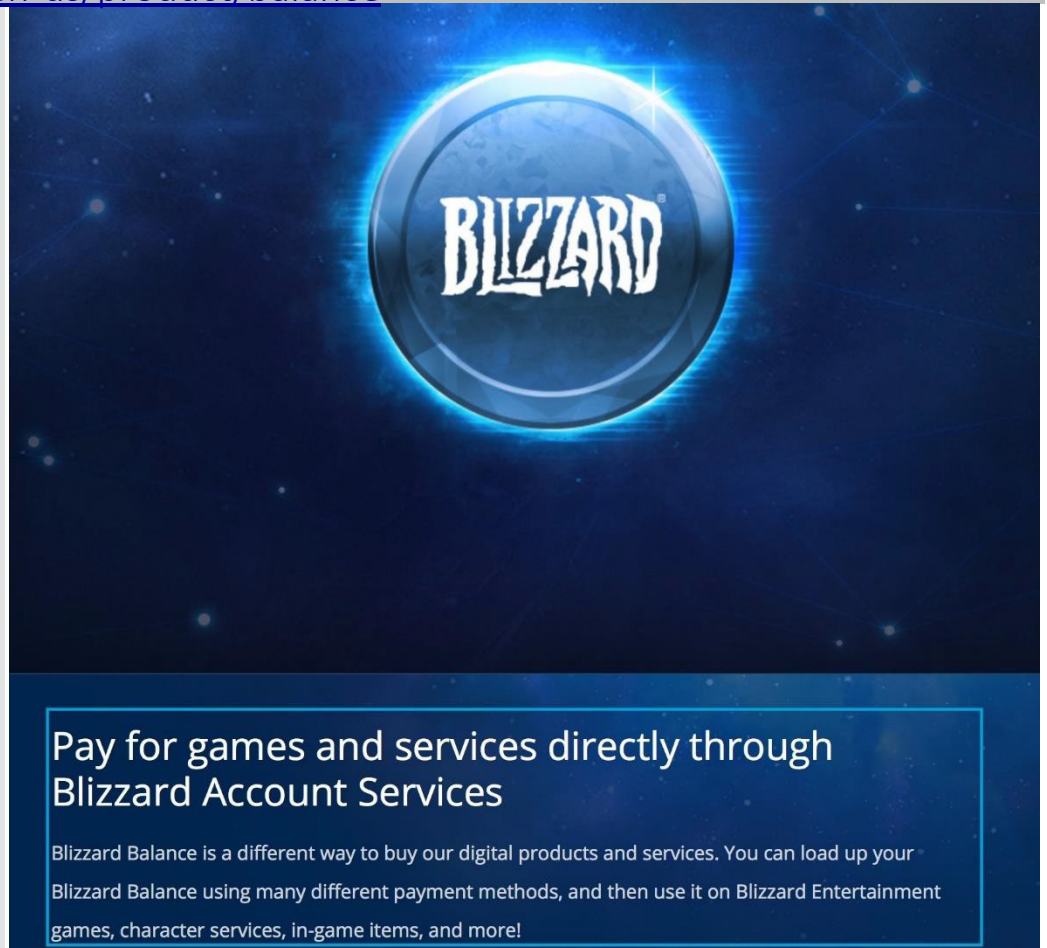 product/balance
BLIZZARD®
Pay for games and services directly through
Blizzard Account Services
Blizzard Balance is a different way to buy our digital products and services. You can load up your
Blizzard Balance using many different payment methods, and then use it on Blizzard Entertainment
games, character services, in-game items, and more!